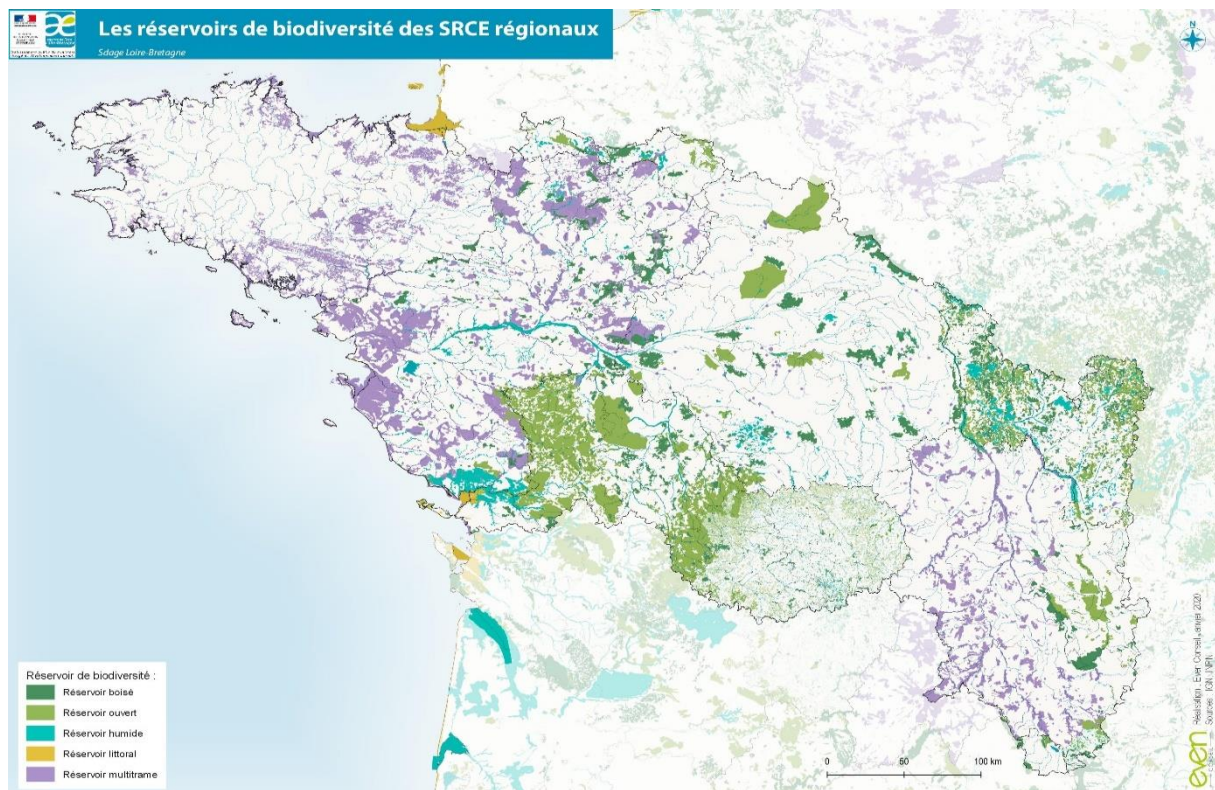 Les réservoirs de biodiversité des SRCE régionaux
Sdage Loire-Bretagne
N
Réservoir de biodiversité :
Réservoir boisé
Réservoir ouvert
Réservoir humide
Réservoir littoral
Réservoir multitrame
0 50 100 km
even
Réalisation : Even Conseil, janvier 2020
Sources : IGN, INPN